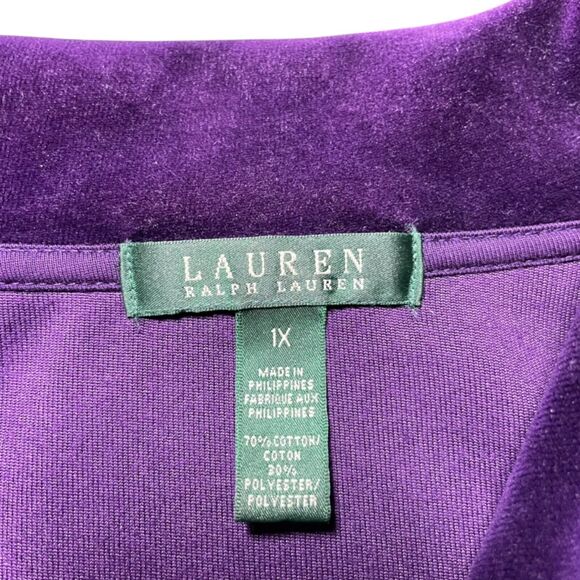 LAUREN
RALPH LAUREN
1X
MADE IN
PHILIPPINES
FABRIQUE AUX
PHILIPPINES
70% COTTON/
COTON
30%
POLYESTER/
POLYESTER